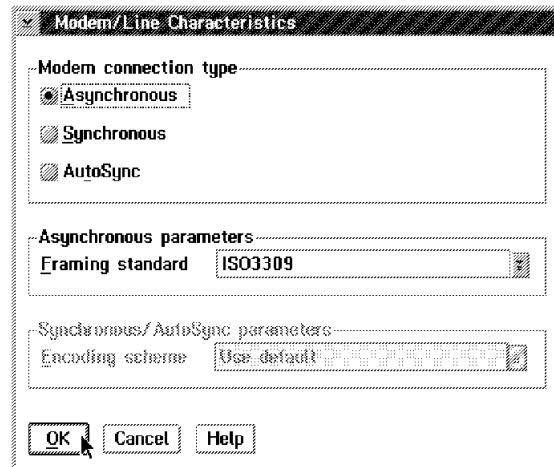 Modem/Line Characteristics
Modem connection type
Asynchronous
Synchronous
AutoSync
Asynchronous parameters
Framing standard ISO3309
Synchronous/AutoSync parameters
Encoding scheme Use default
OK Cancel Help